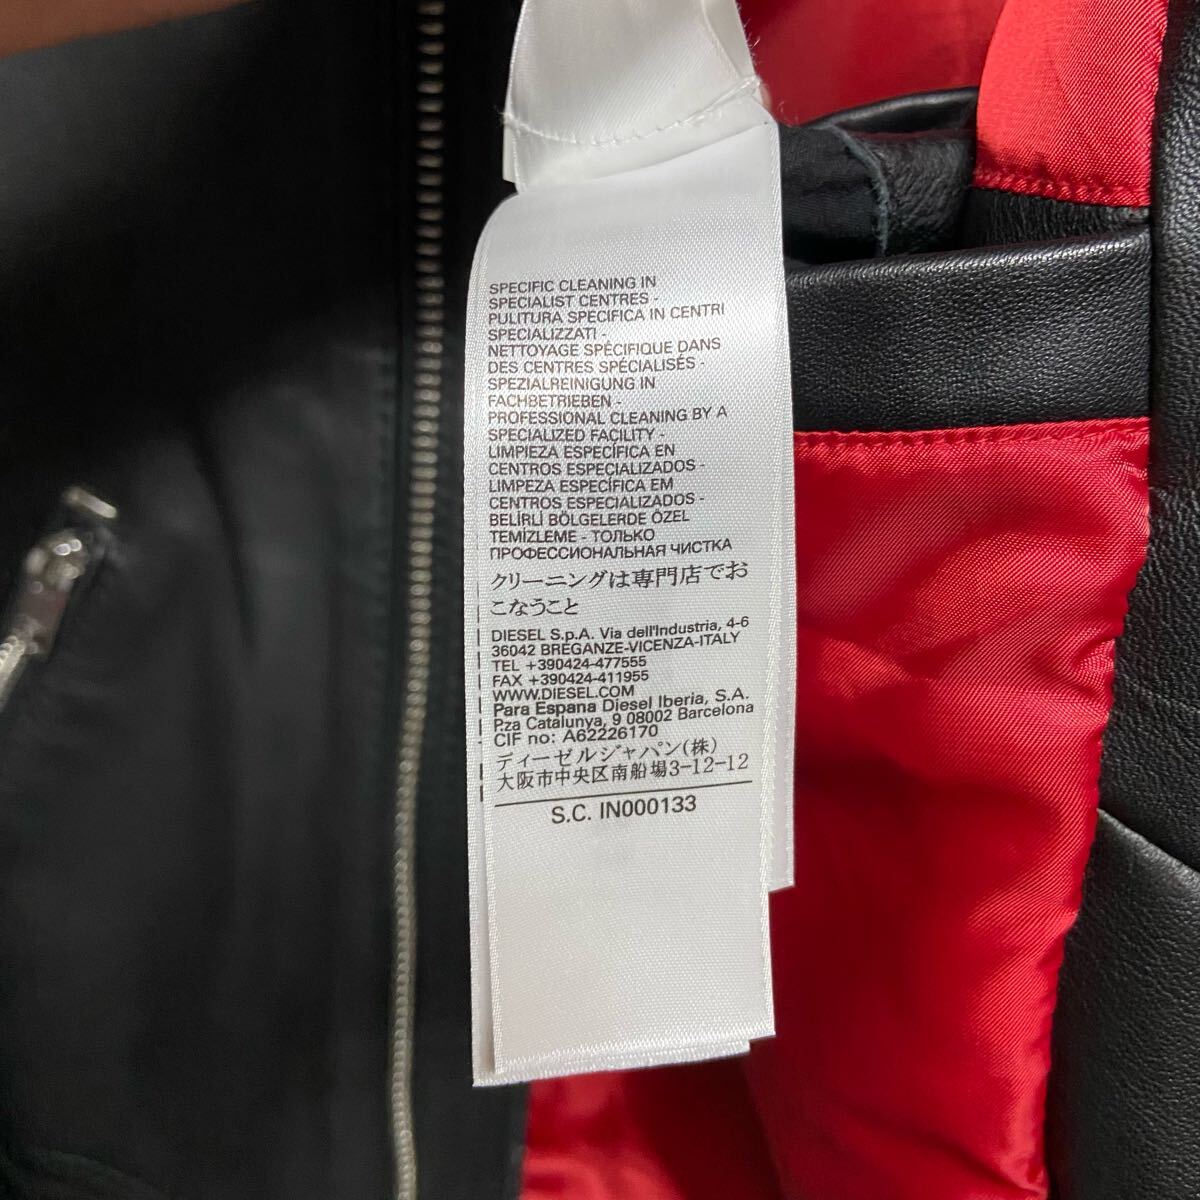 SPECIFIC CLEANING IN
SPECIALIST CENTRES -
PULITURA SPECIFICA IN CENTRI
SPECIALIZZATI -
NETTOYAGE SPÉCIFIQUE DANS
DES CENTRES SPÉCIALISÉS -
SPEZIALREINIGUNG IN
FACHBETRIEBEN -
PROFESSIONAL CLEANING BY A
SPECIALIZED FACILITY -
LIMPIEZA ESPECÍFICA EN
CENTROS ESPECIALIZADOS -
LIMPEZA ESPECÍFICA EM
CENTROS ESPECIALIZADOS -
BELİRLİ BÖLGELERDE ÖZEL
TEMİZLEME - ТОЛЬКО
ПРОФЕССИОНАЛЬНАЯ ЧИСТКА
クリーニングは専門店でお
こなうこと
DIESEL S.p.A. Via dell'Industria, 4-6
36042 BREGANZE-VICENZA-ITALY
TEL +390424-477555
FAX +390424-411955
WWW.DIESEL.COM
Para Espana Diesel Iberia, S.A.
P.za Catalunya, 9 08002 Barcelona
CIF no: A62226170
ディーゼルジャパン(株)
大阪市中央区南船場3-12-12
S.C. IN000133